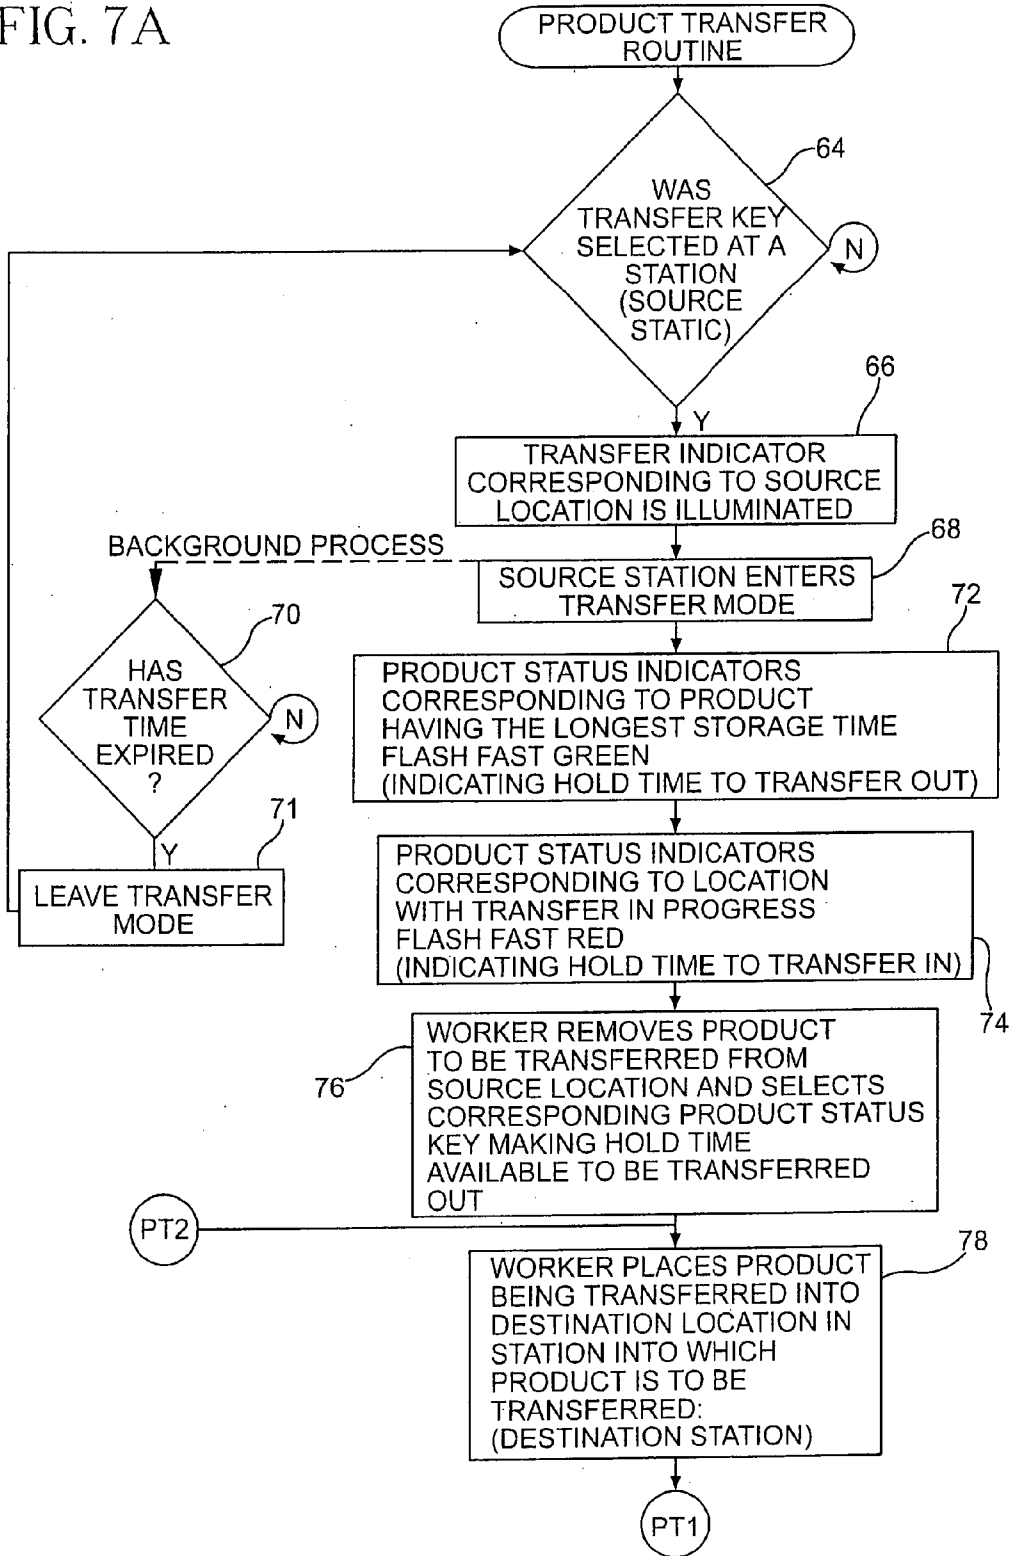 FIG. 7A
PRODUCT TRANSFER
ROUTINE
64
WAS
TRANSFER KEY
SELECTED AT A
STATION
(SOURCE
STATIC)
N
Y
66
TRANSFER INDICATOR
CORRESPONDING TO SOURCE
LOCATION IS ILLUMINATED
BACKGROUND PROCESS
68
SOURCE STATION ENTERS
TRANSFER MODE
70
HAS
TRANSFER
TIME
EXPIRED
?
N
Y
71
LEAVE TRANSFER
MODE
72
PRODUCT STATUS INDICATORS
CORRESPONDING TO PRODUCT
HAVING THE LONGEST STORAGE TIME
FLASH FAST GREEN
(INDICATING HOLD TIME TO TRANSFER OUT)
PRODUCT STATUS INDICATORS
CORRESPONDING TO LOCATION
WITH TRANSFER IN PROGRESS
FLASH FAST RED
(INDICATING HOLD TIME TO TRANSFER IN)
74
76
WORKER REMOVES PRODUCT
TO BE TRANSFERRED FROM
SOURCE LOCATION AND SELECTS
CORRESPONDING PRODUCT STATUS
KEY MAKING HOLD TIME
AVAILABLE TO BE TRANSFERRED
OUT
PT2
78
WORKER PLACES PRODUCT
BEING TRANSFERRED INTO
DESTINATION LOCATION IN
STATION INTO WHICH
PRODUCT IS TO BE
TRANSFERRED:
(DESTINATION STATION)
PT1